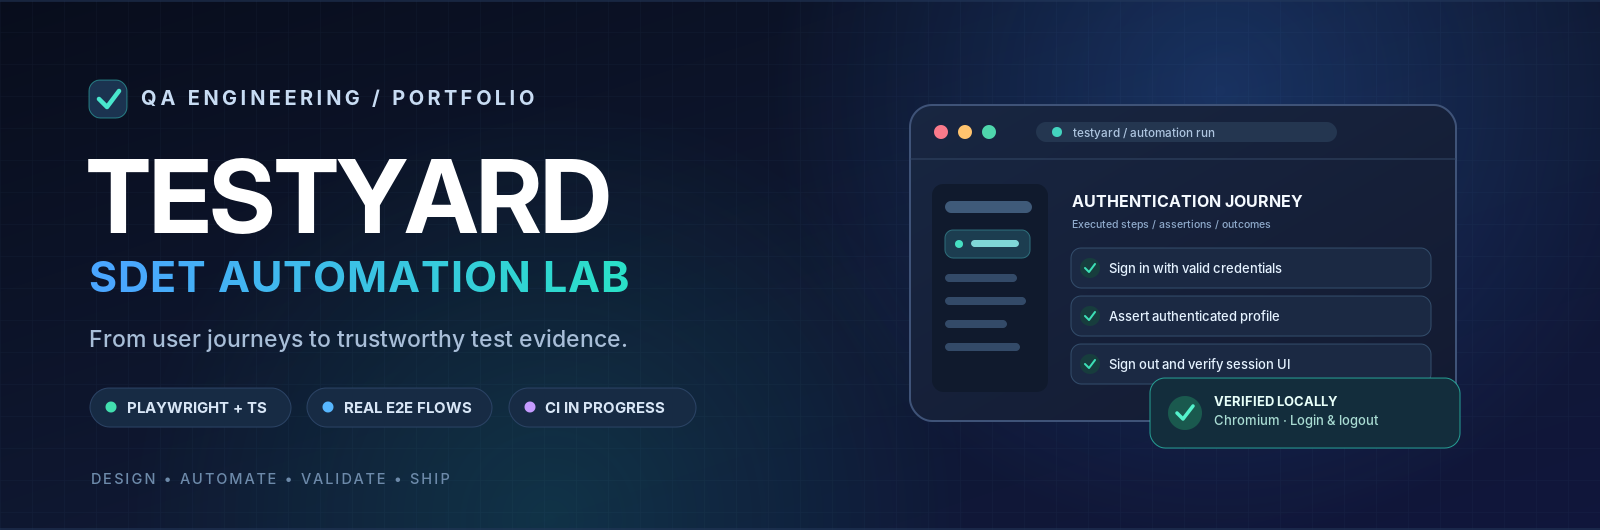 QA ENGINEERING / PORTFOLIO
TESTYARD
SDET AUTOMATION LAB
From user journeys to trustworthy test evidence.
PLAYWRIGHT + TS
REAL E2E FLOWS
CI IN PROGRESS
DESIGN • AUTOMATE • VALIDATE • SHIP
testyard / automation run
AUTHENTICATION JOURNEY
Executed steps / assertions / outcomes
Sign in with valid credentials
Assert authenticated profile
Sign out and verify session UI
VERIFIED LOCALLY
Chromium · Login & logout